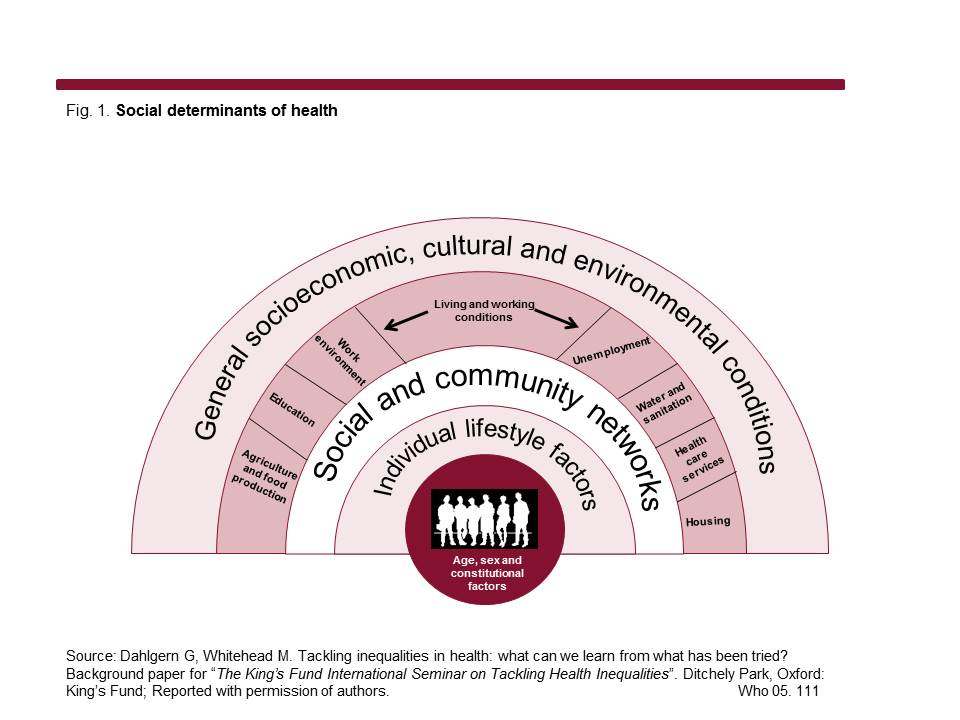 Fig. 1. Social determinants of health
General socioeconomic, cultural and environmental conditions
Living and working
conditions
Work
environment
Education
Agriculture
and food
production
Unemployment
Water and
sanitation
Health
care
services
Housing
Social and community networks
Individual lifestyle factors
Age, sex and
constitutional
factors
Source: Dahlgern G, Whitehead M. Tackling inequalities in health: what can we learn from what has been tried?
Background paper for “The King’s Fund International Seminar on Tackling Health Inequalities”. Ditchely Park, Oxford:
King’s Fund; Reported with permission of authors. Who 05. 111